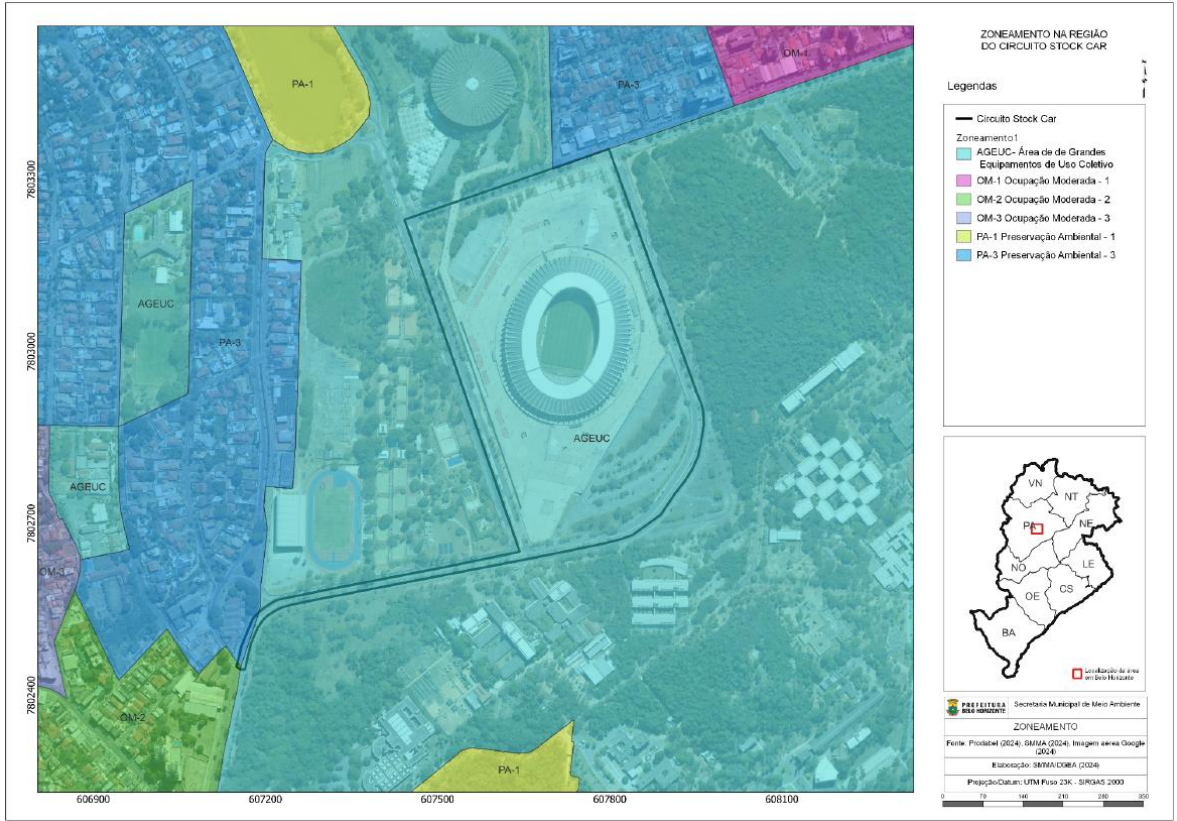 ZONEAMENTO NA REGIÃO
DO CIRCUITO STOCK CAR
Legendas
Circuito Stock Car
Zoneamento1
AGEUC- Área de de Grandes
Equipamentos de Uso Coletivo
OM-1 Ocupação Moderada - 1
OM-2 Ocupação Moderada - 2
OM-3 Ocupação Moderada - 3
PA-1 Preservação Ambiental - 1
PA-3 Preservação Ambiental - 3
PA-1
PA-3
OM-1
AGEUC
PA-3
AGEUC
AGEUC
OM-3
OM-2
PA-1
7803300
7803000
7802700
7802400
606900
607200
607500
607800
608100
VN
NT
PA
NE
NO
LE
OE
CS
BA
Localização da área
em Belo Horizonte
PREFEITURA
BELO HORIZONTE
Secretaria Municipal de Meio Ambiente
ZONEAMENTO
Fonte: Prodabel (2024), SMMA (2024), Imagem aérea Google
(2024)
Elaboração: SMMA/DGBA (2024)
Projeção/Datum: UTM Fuso 23K - SIRGAS 2000
0 70 140 210 280 350